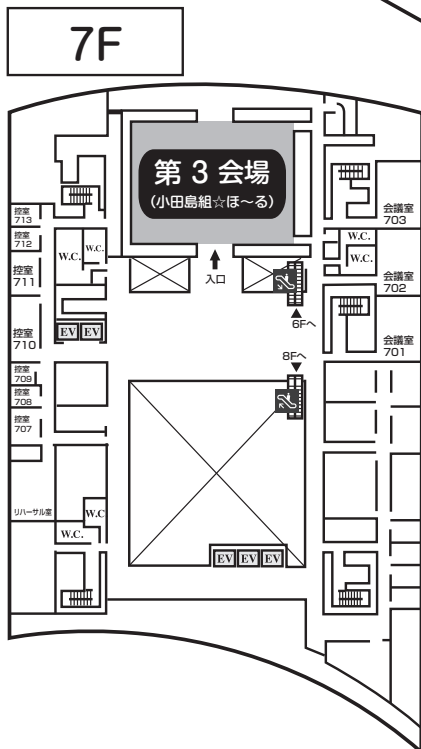 7F
第 3 会場
(小田島組☆ほ〜る)
入口
控室
713
控室
712
控室
711
控室
710
控室
709
控室
708
控室
707
リハーサル室
W.C.
W.C.
EV EV
W.C
W.C.
会議室
703
W.C.
W.C.
会議室
702
会議室
701
6Fへ
8Fへ
EV EV EV